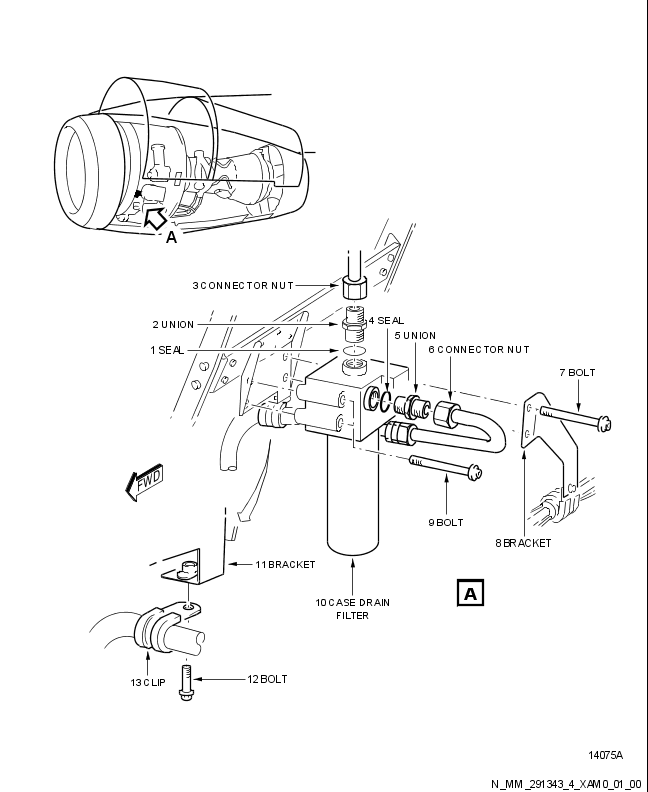 A
3 CONNECTOR NUT
2 UNION
4 SEAL
5 UNION
1 SEAL
6 CONNECTOR NUT
7 BOLT
FWD
9 BOLT
8 BRACKET
11 BRACKET
A
10 CASE DRAIN
FILTER
13 CLIP
12 BOLT
14075A
N_MM_291343_4_XAM0_01_00